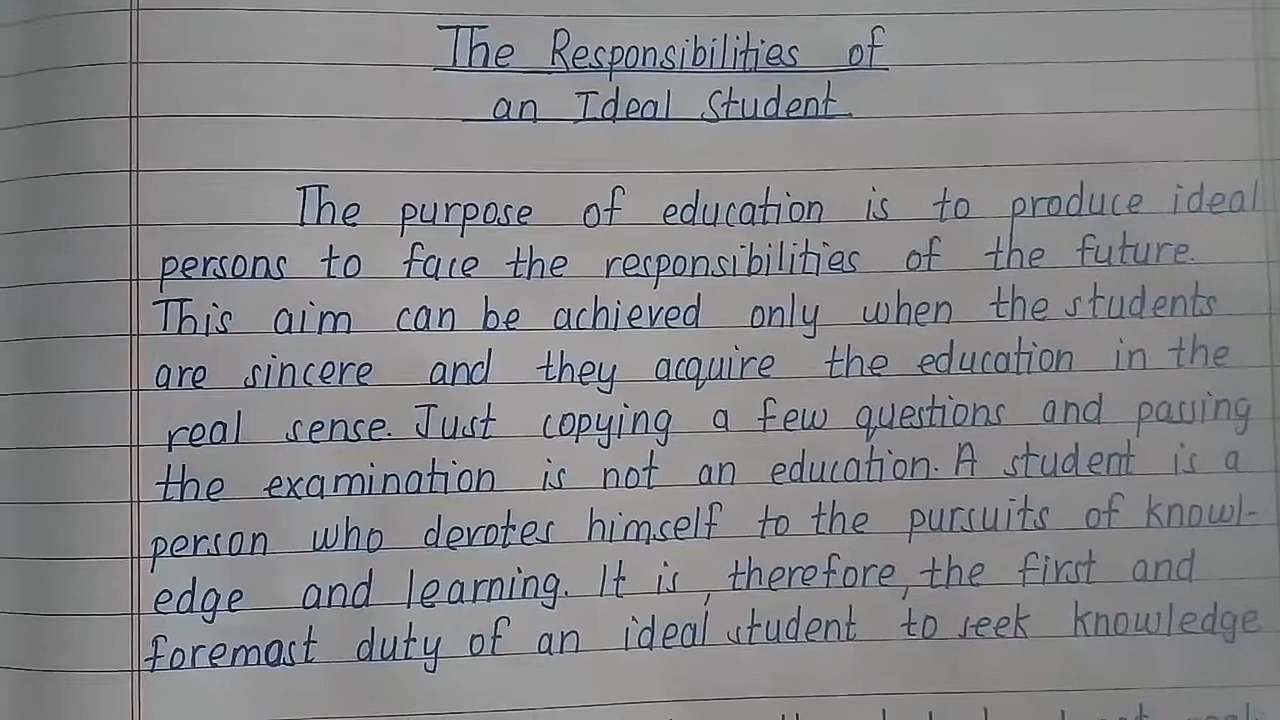 The Responsibilities of
an Ideal Student.
The purpose of education is to produce ideal
persons to face the responsibilities of the future.
This aim can be achieved only when the students
are sincere and they acquire the education in the
real sense. Just copying a few questions and passing
the examination is not an education. A student is a
person who devotes himself to the pursuits of knowl-
edge and learning. It is, therefore, the first and
foremost duty of an ideal student to seek knowledge